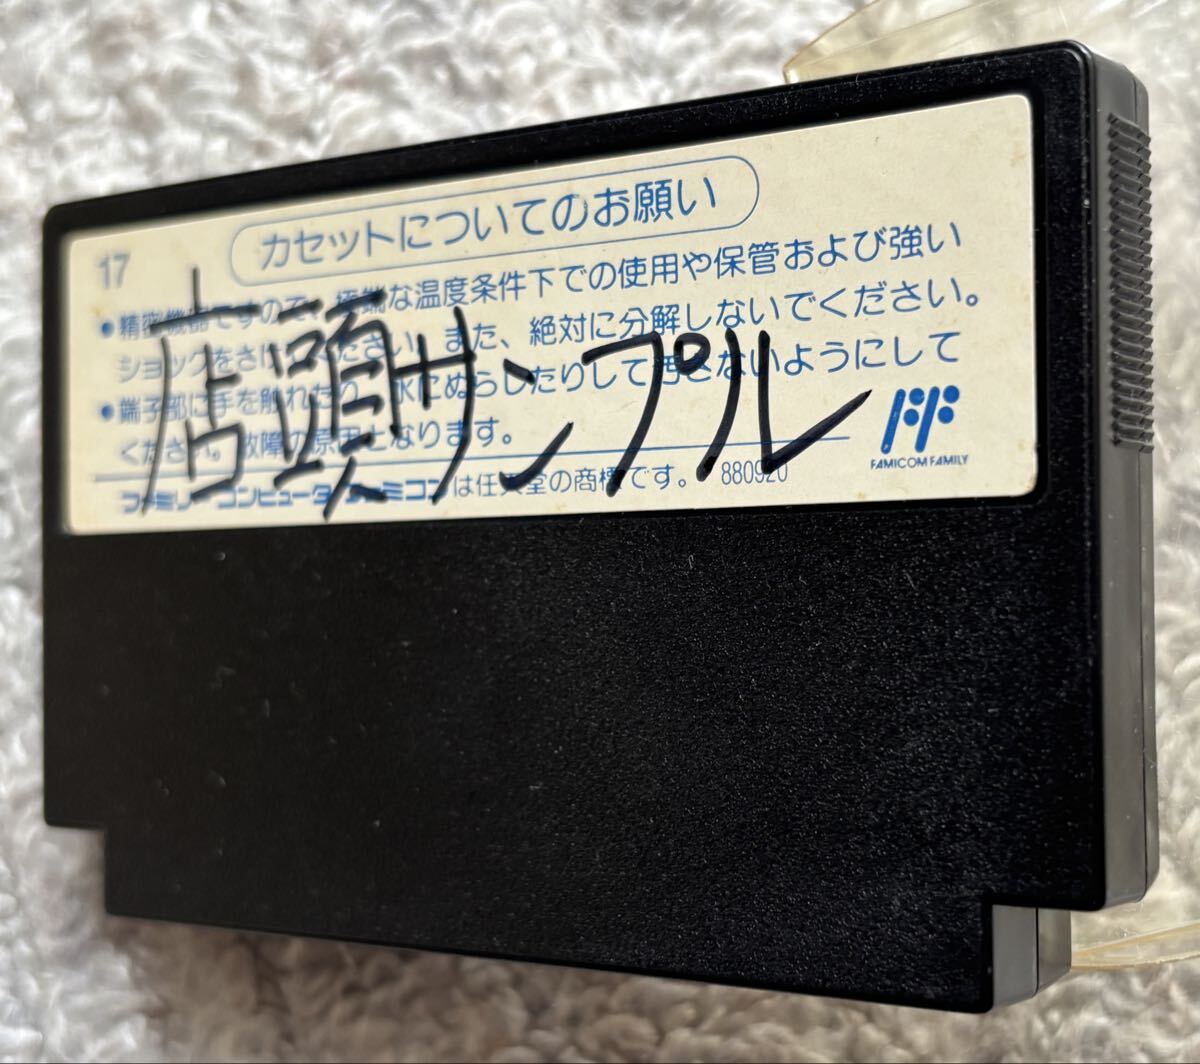 17
カセットについてのお願い
●精密機器ですので、極端な温度条件下での使用や保管および強い
ショックをさけてください。また、絶対に分解しないでください。
●端子部に手を触れたり、水にぬらしたりして汚さないようにして
ください。故障の原因となります。
ファミリーコンピュータ・ファミコンは任天堂の商標です。 880920
FAMICOM FAMILY
店頭サンプル